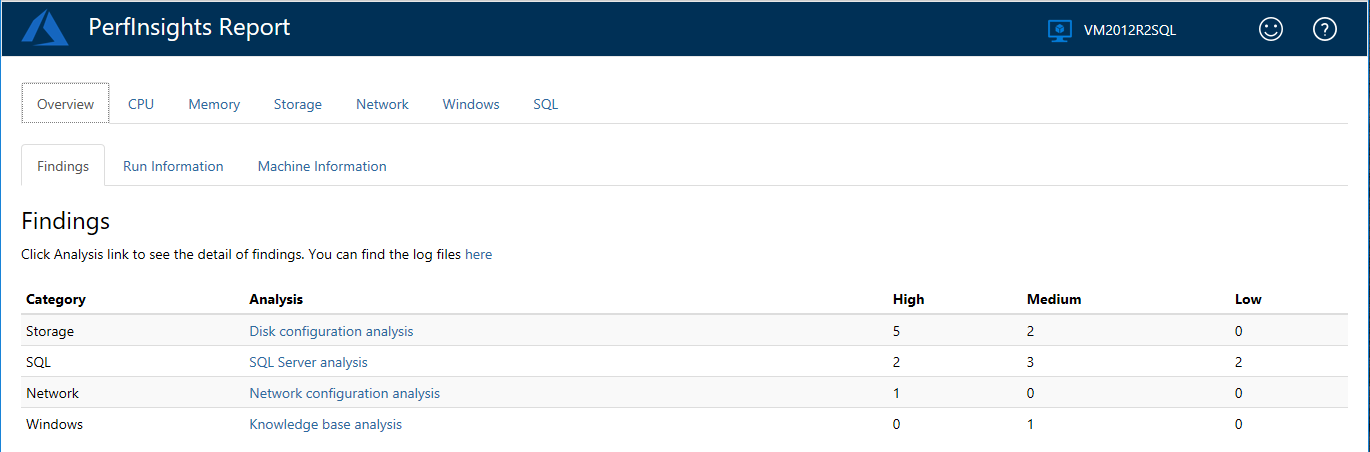 PerfInsights Report
VM2012R2SQL
Overview CPU Memory Storage Network Windows SQL
Findings Run Information Machine Information
Findings
Click Analysis link to see the detail of findings. You can find the log files here
Category Analysis High Medium Low
Storage Disk configuration analysis 5 2 0
SQL SQL Server analysis 2 3 2
Network Network configuration analysis 1 0 0
Windows Knowledge base analysis 0 1 0